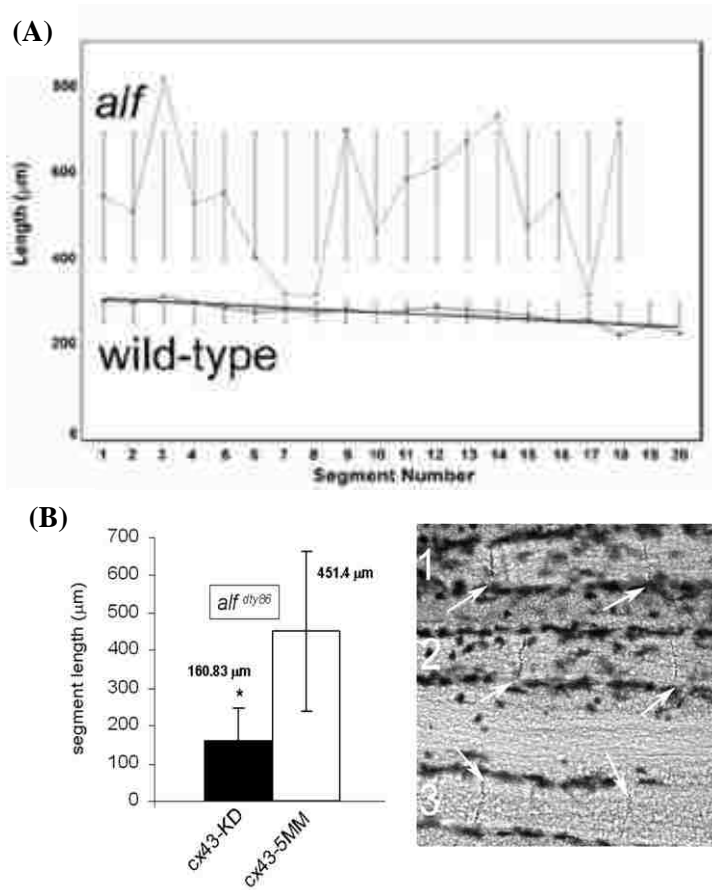 (A)
800
600
400
200
0
Length (µm)
alf
wild-type
1 2 3 4 5 6 7 8 9 10 11 12 13 14 15 16 17 18 19 20
Segment Number
(B)
700
600
500
400
300
200
100
0
segment length (µm)
alf dty86
451.4 µm
160.83 µm
*
cx43-KD
cx43-5MM
1
2
3